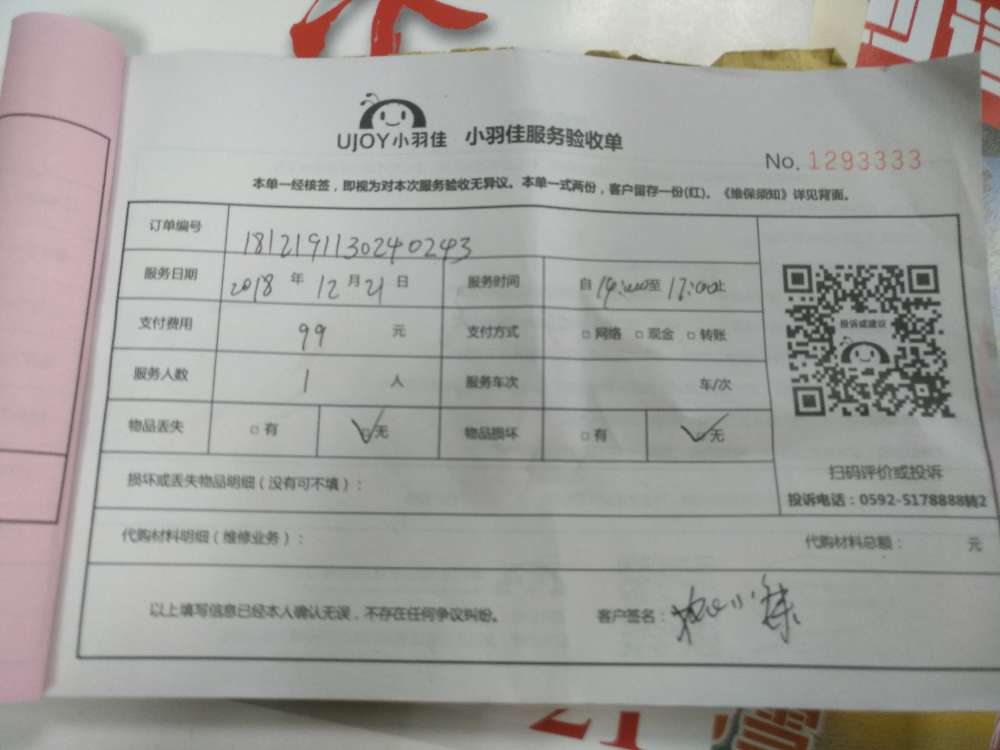 UJOY小羽佳 小羽佳服务验收单
No. 1293333
本单一经核签，即视为对本次服务验收无异议。本单一式两份，客户留存一份(红)。《维保须知》详见背面。
订单编号 1812191130240243
服务日期 2018 年 12 月 21 日 服务时间 自 14:00 至 17:00 止
支付费用 99 元 支付方式 □ 网络 □ 现金 □ 转账
投诉或建议
服务人数 1 人 服务车次 车/次
物品丢失 □ 有 ☑ 无 物品损坏 □ 有 ☑ 无
扫码评价或投诉
损坏或丢失物品明细（没有可不填）：
投诉电话：0592-5178888转2
代购材料明细（维修业务）： 代购材料总额： 元
以上填写信息已经本人确认无误，不存在任何争议纠纷。 客户签名：
21